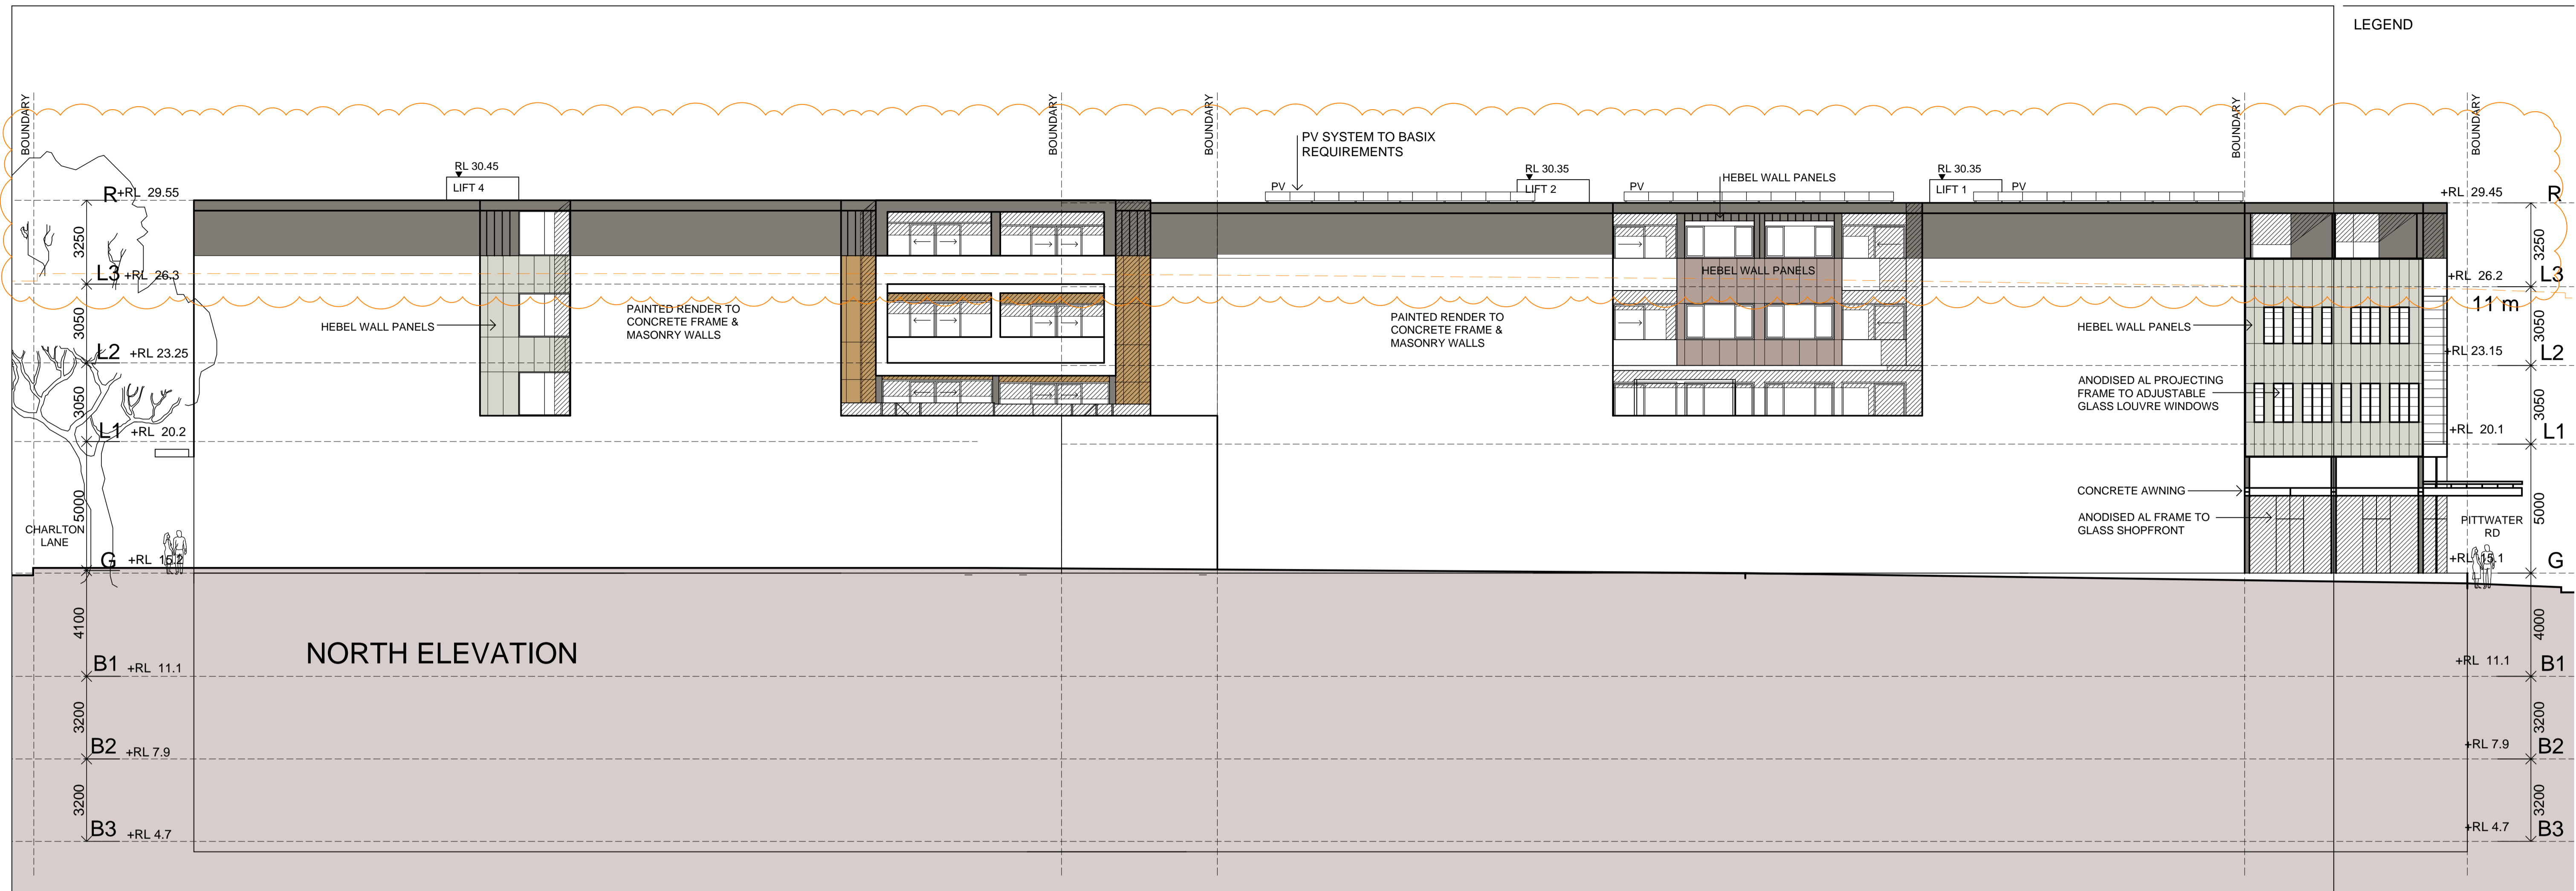 LEGEND
BOUNDARY
BOUNDARY
BOUNDARY
BOUNDARY
BOUNDARY
PV SYSTEM TO BASIX
REQUIREMENTS
RL 30.45
LIFT 4
RL 30.35
LIFT 2
RL 30.35
LIFT 1
PV
PV
PV
HEBEL WALL PANELS
R +RL 29.55
+RL 29.45 R
3250
3250
L3 +RL 26.3
HEBEL WALL PANELS
+RL 26.2 L3
11 m
3050
HEBEL WALL PANELS
PAINTED RENDER TO
CONCRETE FRAME &
MASONRY WALLS
PAINTED RENDER TO
CONCRETE FRAME &
MASONRY WALLS
HEBEL WALL PANELS
3050
L2 +RL 23.25
+RL 23.15 L2
3050
ANODISED AL PROJECTING
FRAME TO ADJUSTABLE
GLASS LOUVRE WINDOWS
3050
L1 +RL 20.2
+RL 20.1 L1
5000
CONCRETE AWNING
5000
CHARLTON
LANE
ANODISED AL FRAME TO
GLASS SHOPFRONT
PITTWATER
RD
G +RL 15.2
+RL 15.1 G
4100
4000
NORTH ELEVATION
B1 +RL 11.1
+RL 11.1 B1
3200
3200
B2 +RL 7.9
+RL 7.9 B2
3200
3200
B3 +RL 4.7
+RL 4.7 B3